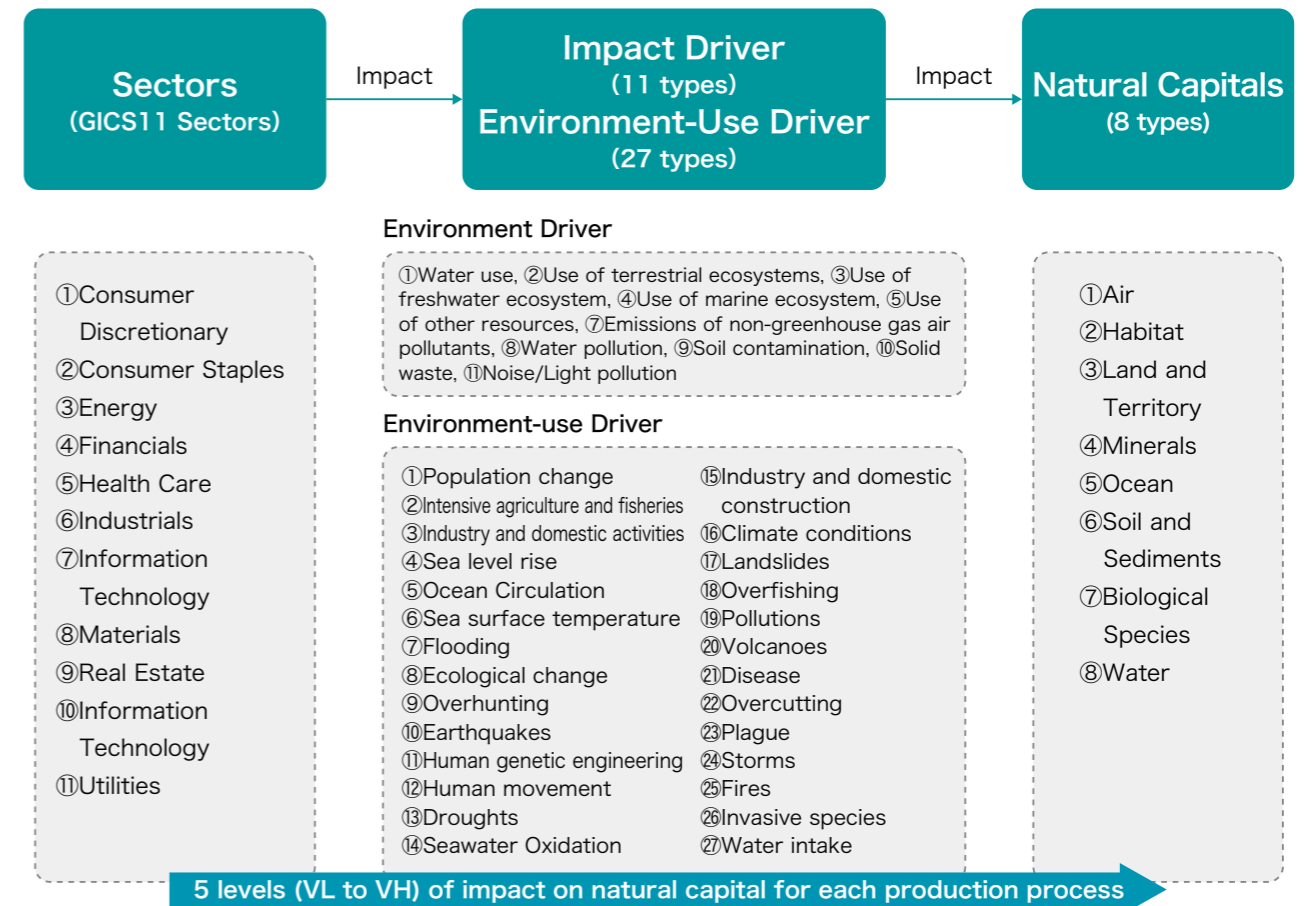 Sectors
(GICS11 Sectors)
Impact
Impact Driver
(11 types)
Environment-Use Driver
(27 types)
Impact
Natural Capitals
(8 types)
①Consumer
Discretionary
②Consumer Staples
③Energy
④Financials
⑤Health Care
⑥Industrials
⑦Information
Technology
⑧Materials
⑨Real Estate
⑩Information
Technology
⑪Utilities
Environment Driver
①Water use, ②Use of terrestrial ecosystems, ③Use of
freshwater ecosystem, ④Use of marine ecosystem, ⑤Use
of other resources, ⑦Emissions of non-greenhouse gas air
pollutants, ⑧Water pollution, ⑨Soil contamination, ⑩Solid
waste, ⑪Noise/Light pollution
Environment-use Driver
①Population change
②Intensive agriculture and fisheries
③Industry and domestic activities
④Sea level rise
⑤Ocean Circulation
⑥Sea surface temperature
⑦Flooding
⑧Ecological change
⑨Overhunting
⑩Earthquakes
⑪Human genetic engineering
⑫Human movement
⑬Droughts
⑭Seawater Oxidation
⑮Industry and domestic
construction
⑯Climate conditions
⑰Landslides
⑱Overfishing
⑲Pollutions
⑳Volcanoes
㉑Disease
㉒Overcutting
㉓Plague
㉔Storms
㉕Fires
㉖Invasive species
㉗Water intake
①Air
②Habitat
③Land and
Territory
④Minerals
⑤Ocean
⑥Soil and
Sediments
⑦Biological
Species
⑧Water
5 levels (VL to VH) of impact on natural capital for each production process